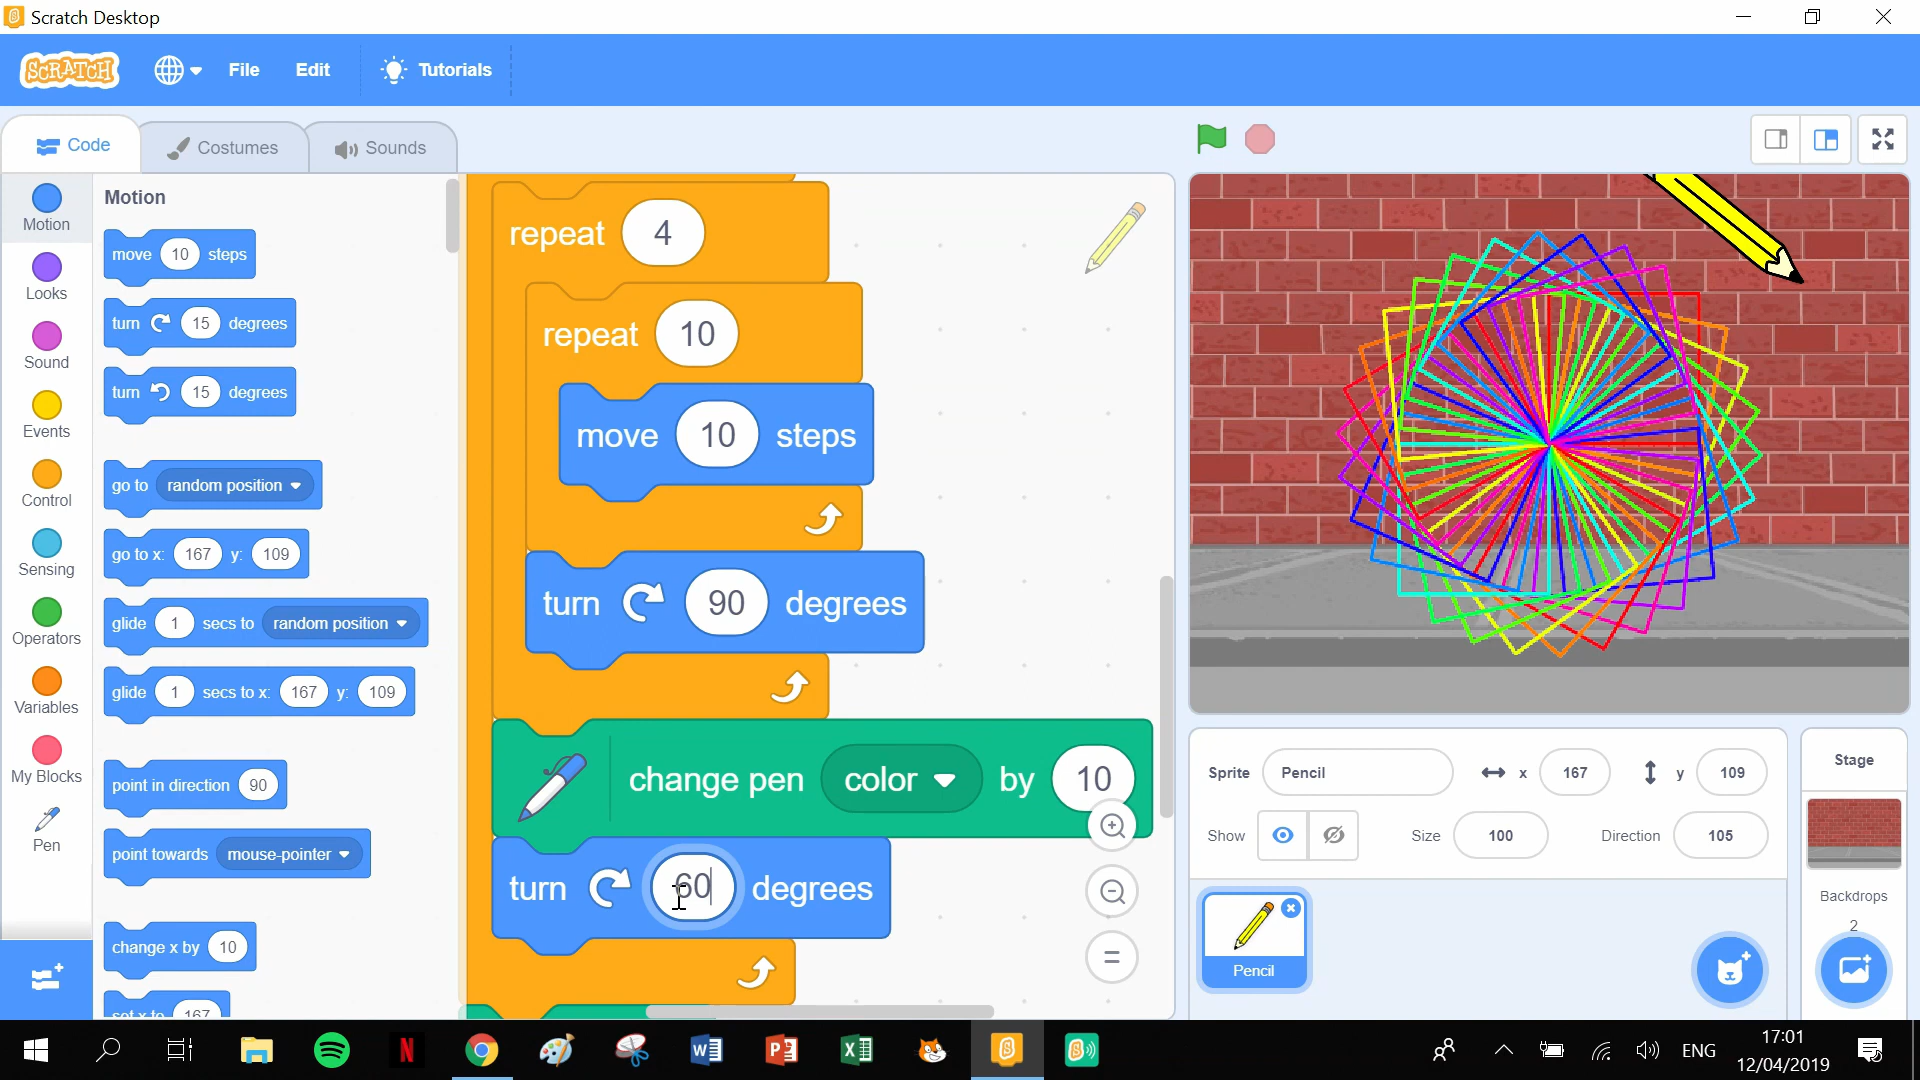 Scratch Desktop
SCRATCH
File
Edit
Tutorials
Code
Costumes
Sounds
Motion
Looks
Sound
Events
Control
Sensing
Operators
Variables
My Blocks
Pen
Motion
move 10 steps
turn 15 degrees
turn 15 degrees
go to random position
go to x: 167 y: 109
glide 1 secs to random position
glide 1 secs to x: 167 y: 109
point in direction 90
point towards mouse-pointer
change x by 10
set x to 167
repeat 4
repeat 10
move 10 steps
turn 90 degrees
change pen color by 10
turn 60 degrees
Sprite Pencil x 167 y 109
Show Size 100 Direction 105
Pencil
Stage
Backdrops
2
ENG
17:01
12/04/2019